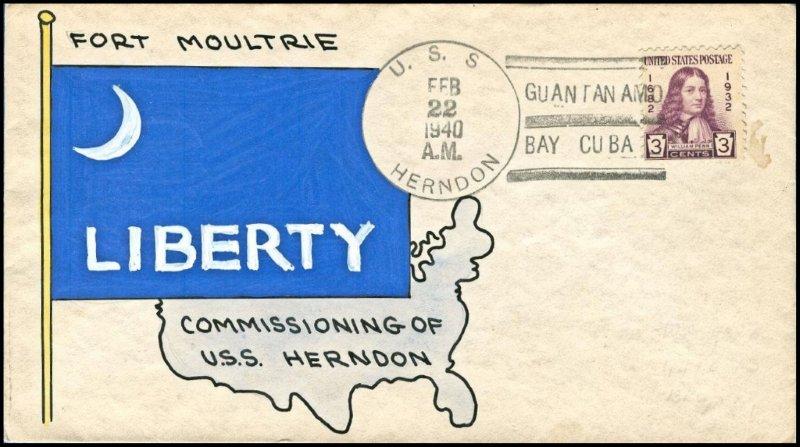 FORT MOULTRIE
LIBERTY
COMMISSIONING OF
U.S.S. HERNDON
U. S. S
FEB
22
1940
A.M.
HERNDON
GUANTANAMO
BAY CUBA
UNITED STATES POSTAGE
1682
1932
WILLIAM PENN
3 CENTS 3